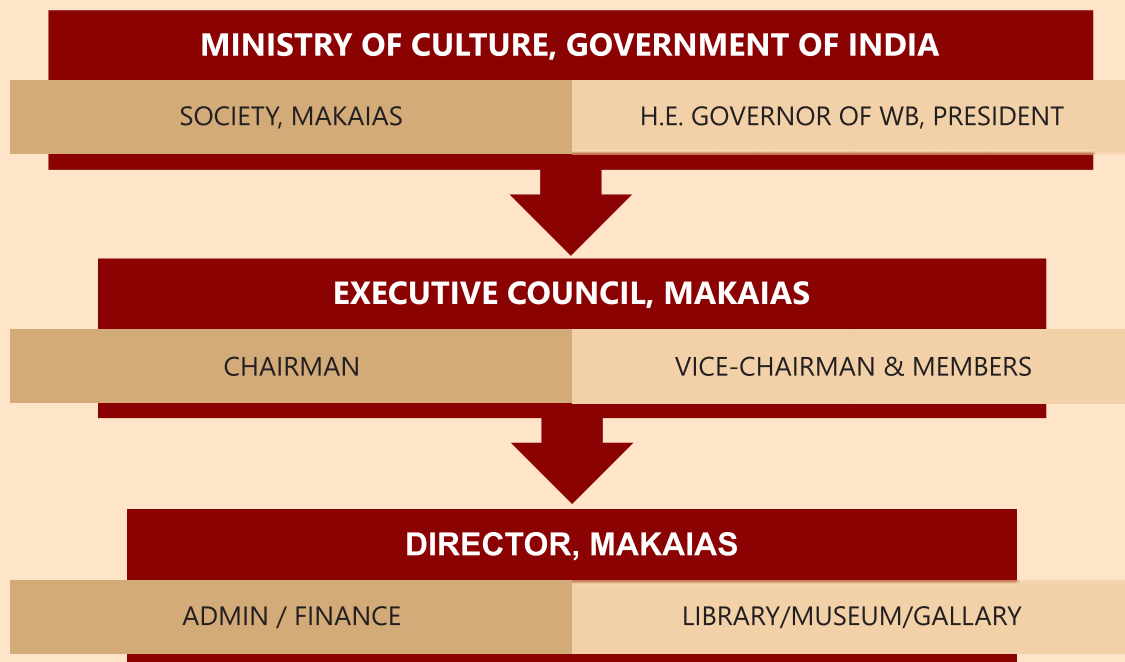 MINISTRY OF CULTURE, GOVERNMENT OF INDIA
SOCIETY, MAKAIAS
H.E. GOVERNOR OF WB, PRESIDENT
EXECUTIVE COUNCIL, MAKAIAS
CHAIRMAN
VICE-CHAIRMAN & MEMBERS
DIRECTOR, MAKAIAS
ADMIN / FINANCE
LIBRARY/MUSEUM/GALLARY